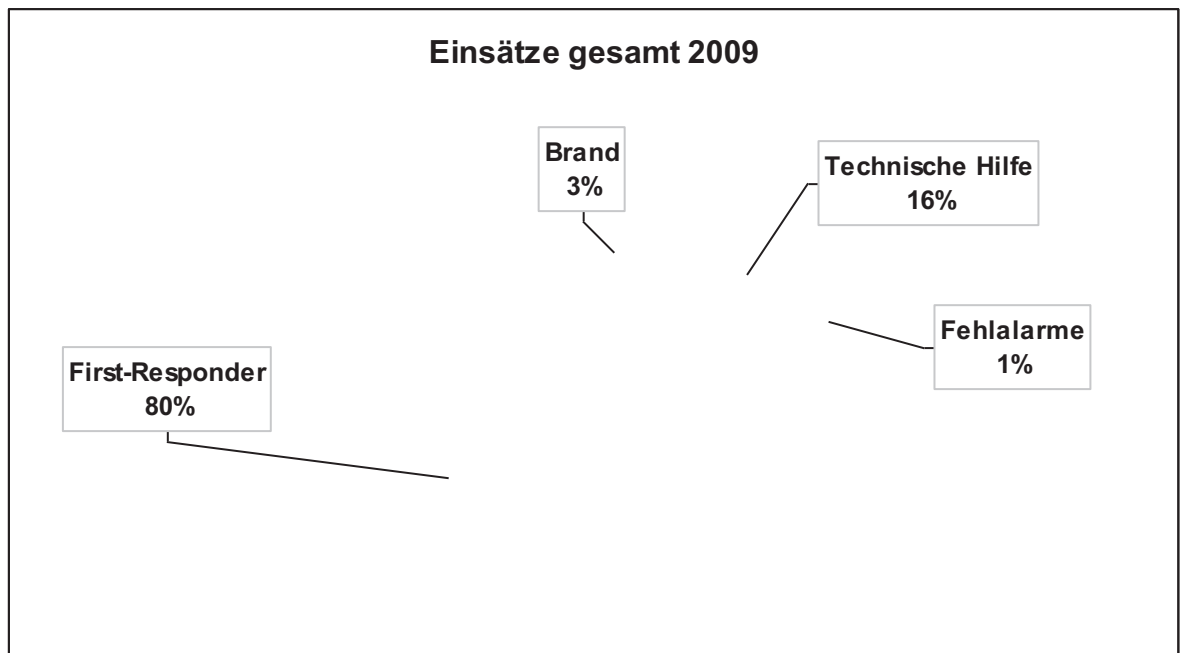 Einsätze gesamt 2009
Brand
3%
Technische Hilfe
16%
Fehlalarme
1%
First-Responder
80%